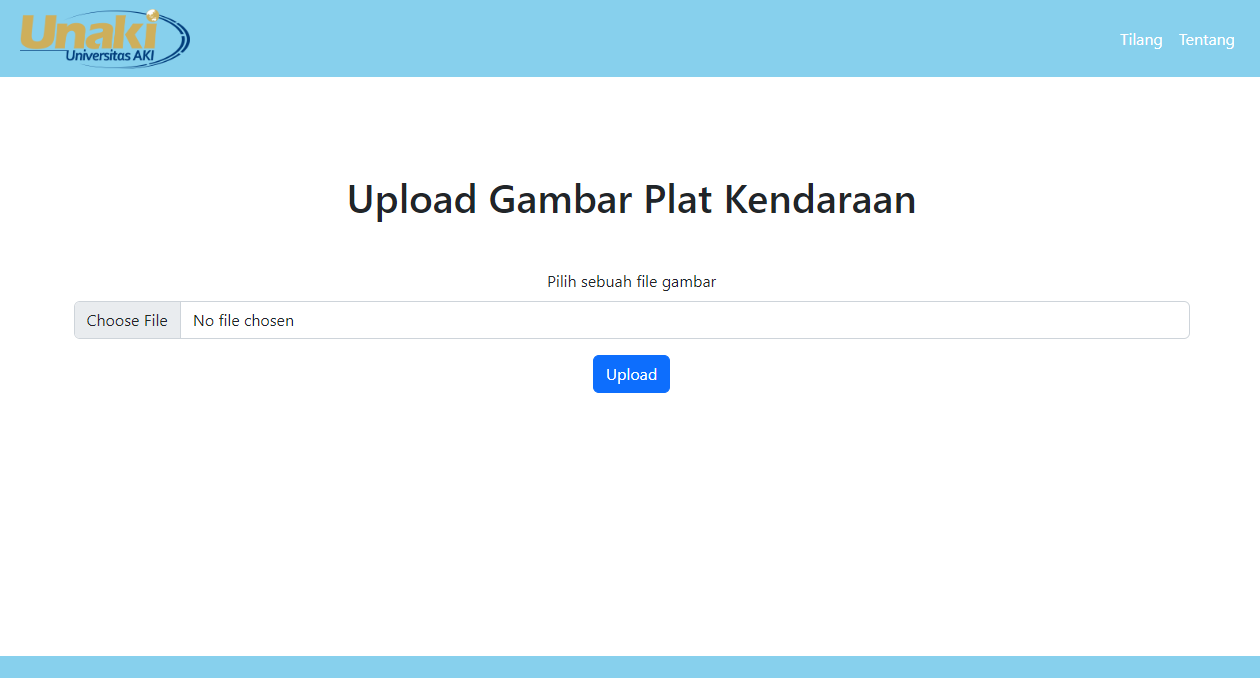 Unaki
Universitas AKI
Tilang Tentang
Upload Gambar Plat Kendaraan
Pilih sebuah file gambar
Choose File No file chosen
Upload